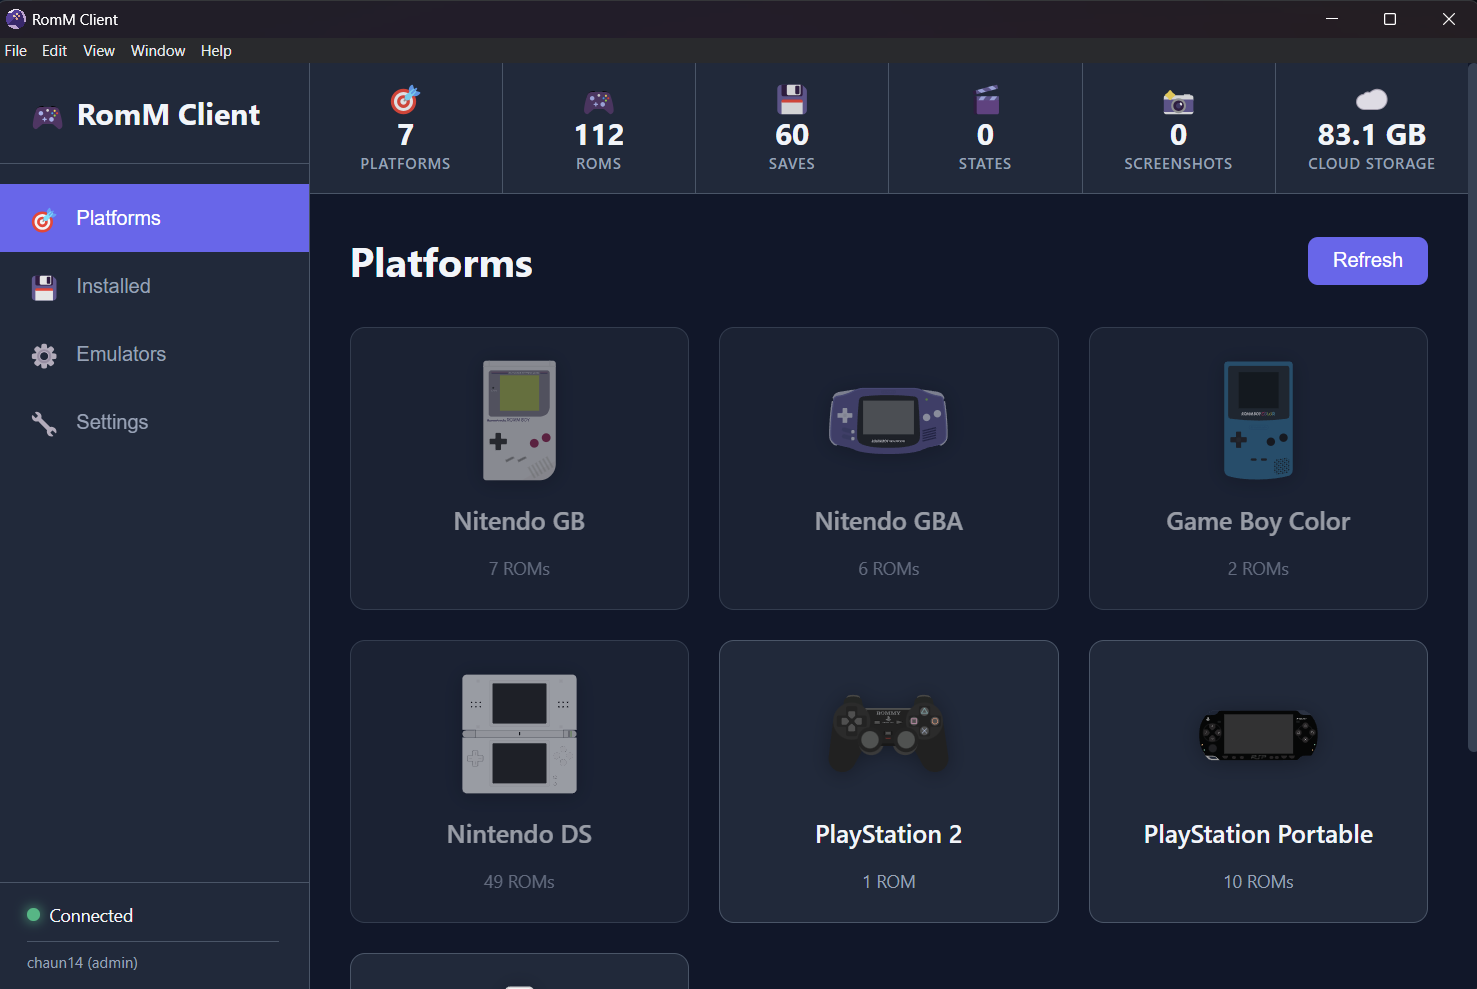 RomM Client
File Edit View Window Help
RomM Client
7
PLATFORMS
112
ROMS
60
SAVES
0
STATES
0
SCREENSHOTS
83.1 GB
CLOUD STORAGE
Platforms
Installed
Emulators
Settings
Connected
chaun14 (admin)
Platforms
Refresh
Nitendo GB
7 ROMs
Nitendo GBA
6 ROMs
Game Boy Color
2 ROMs
Nintendo DS
49 ROMs
PlayStation 2
1 ROM
PlayStation Portable
10 ROMs